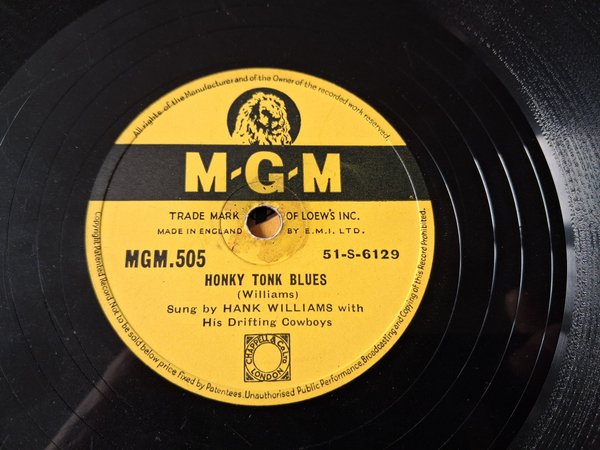 All rights of the Manufacturer and of the Owner of the recorded work reserved.
M-G-M
TRADE MARK OF LOEW'S INC.
MADE IN ENGLAND BY E.M.I. LTD.
MGM.505 51-S-6129
HONKY TONK BLUES
(Williams)
Sung by HANK WILLIAMS with
His Drifting Cowboys
CHAPPELL & Co Ltd
LONDON
Copyright Patented Record Not to be sold below price fixed by Patentees. Unauthorised Public Performance, Broadcasting and Copying of this Record Prohibited.